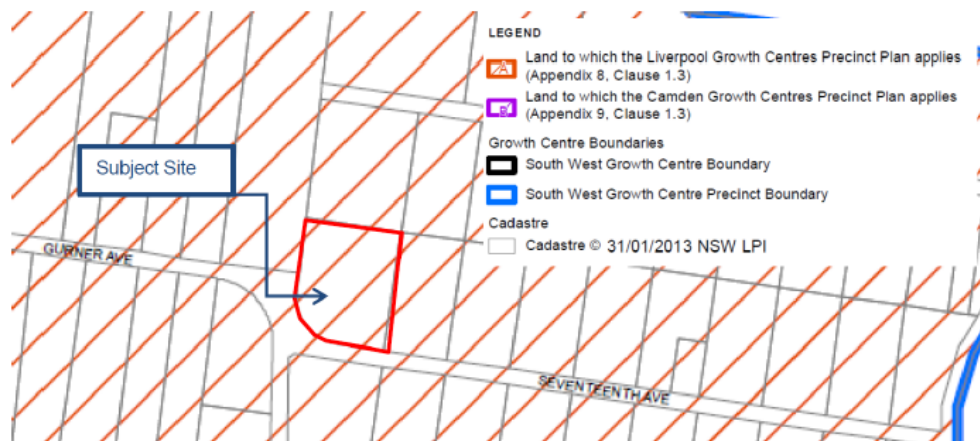 LEGEND
Land to which the Liverpool Growth Centres Precinct Plan applies
(Appendix 8, Clause 1.3)
Land to which the Camden Growth Centres Precinct Plan applies
(Appendix 9, Clause 1.3)
Growth Centre Boundaries
South West Growth Centre Boundary
South West Growth Centre Precinct Boundary
Cadastre
Cadastre © 31/01/2013 NSW LPI
Subject Site
GURNER AVE
SEVENTEENTH AVE